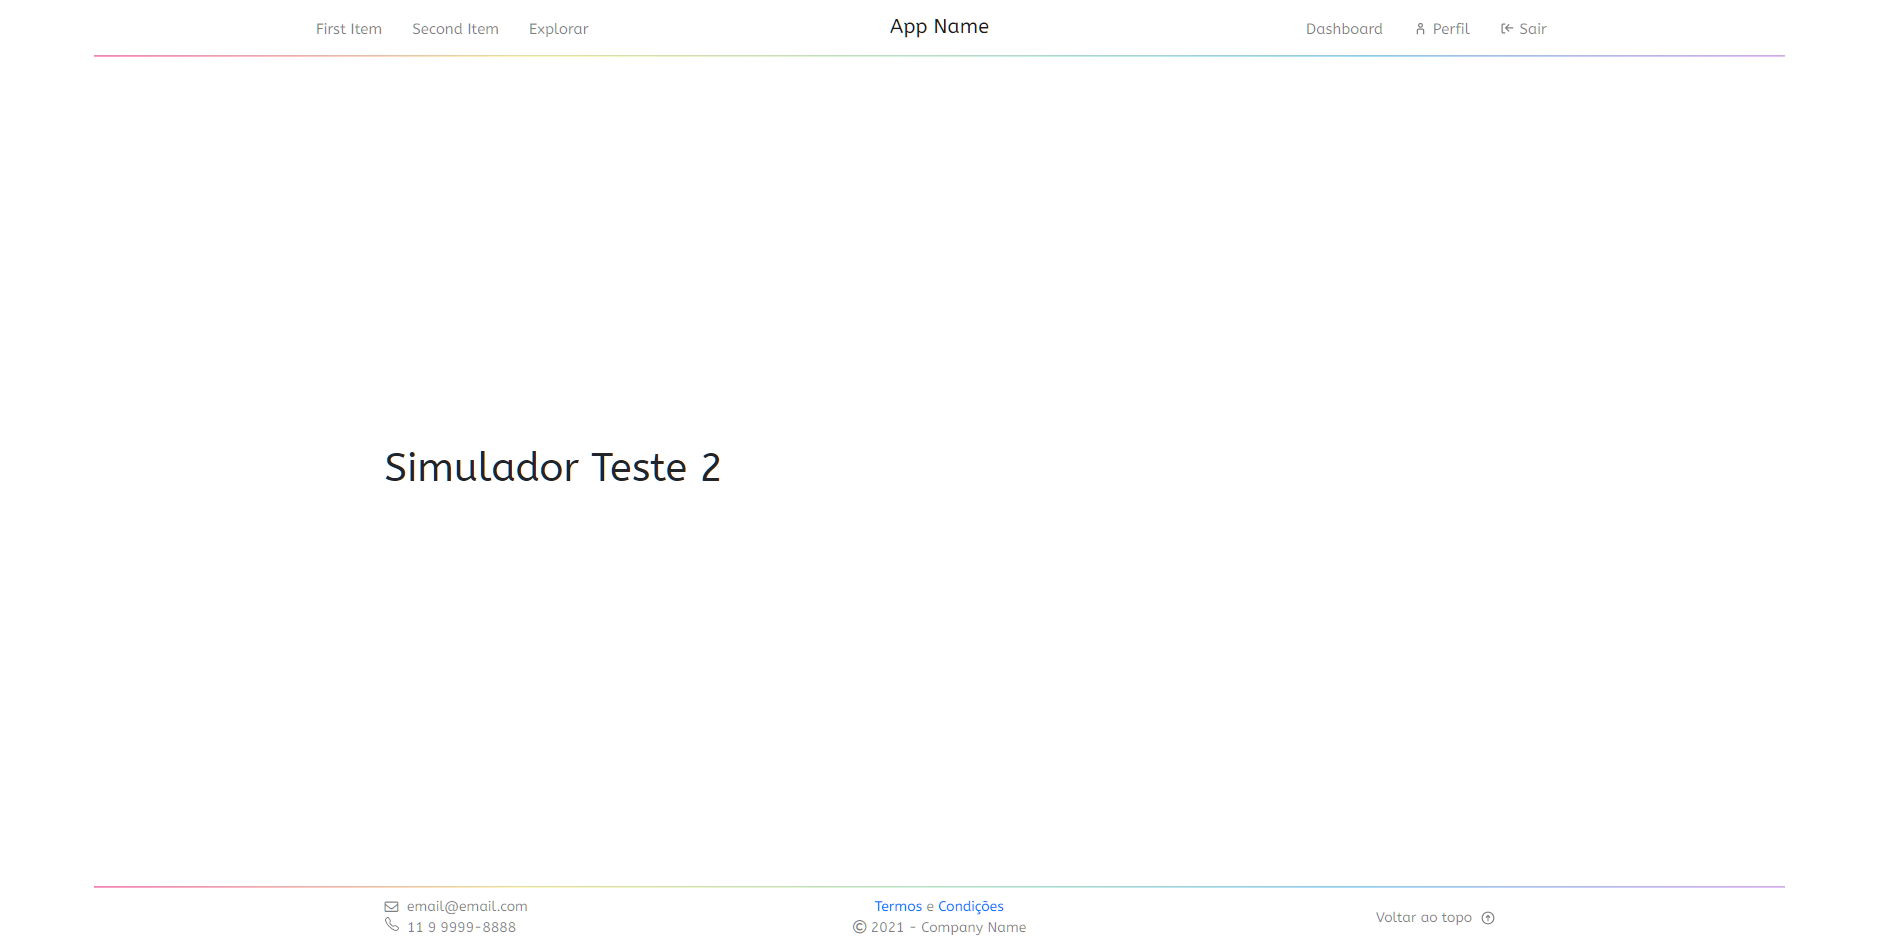 First Item Second Item Explorar App Name Dashboard Perfil Sair
Simulador Teste 2
email@email.com
11 9 9999-8888
Termos e Condições
© 2021 - Company Name
Voltar ao topo